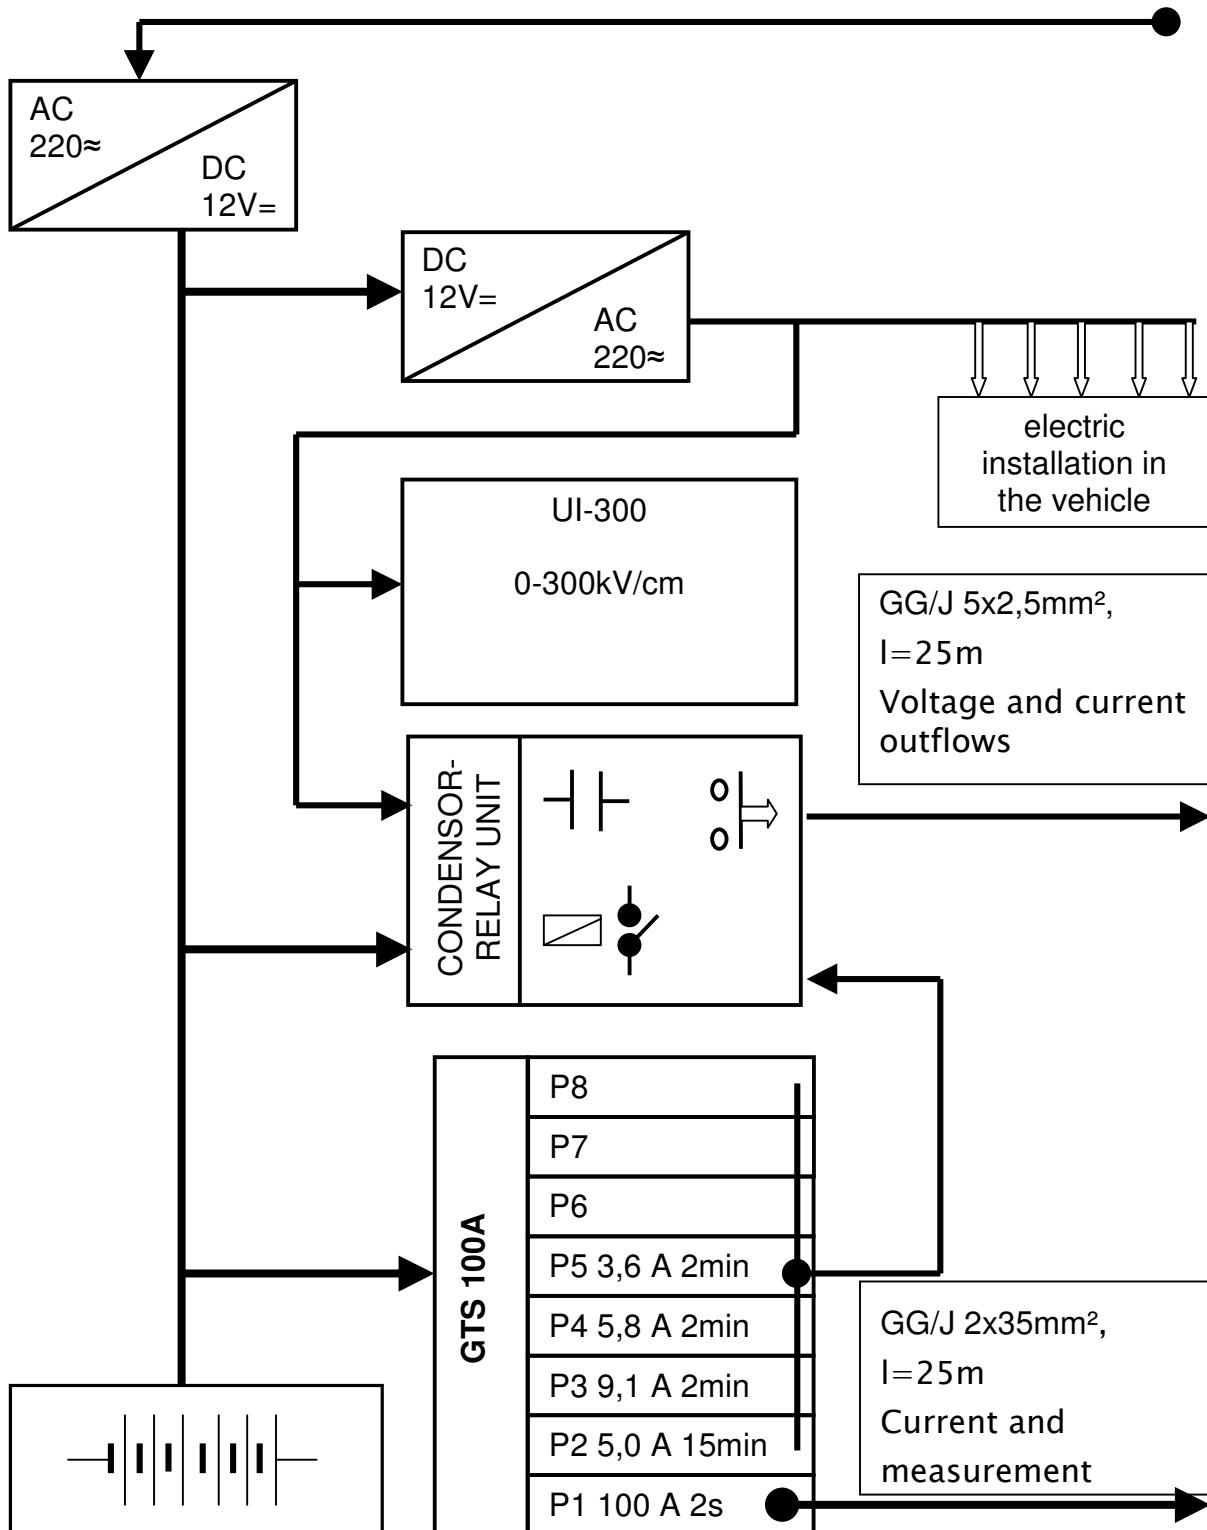 AC
220≈
DC
12V=
DC
12V=
AC
220≈
electric
installation in
the vehicle
UI-300
0-300kV/cm
GG/J 5x2,5mm²,
l=25m
Voltage and current
outflows
CONDENSOR-
RELAY UNIT
GTS 100A
P8
P7
P6
P5 3,6 A 2min
P4 5,8 A 2min
P3 9,1 A 2min
P2 5,0 A 15min
P1 100 A 2s
GG/J 2x35mm²,
l=25m
Current and
measurement